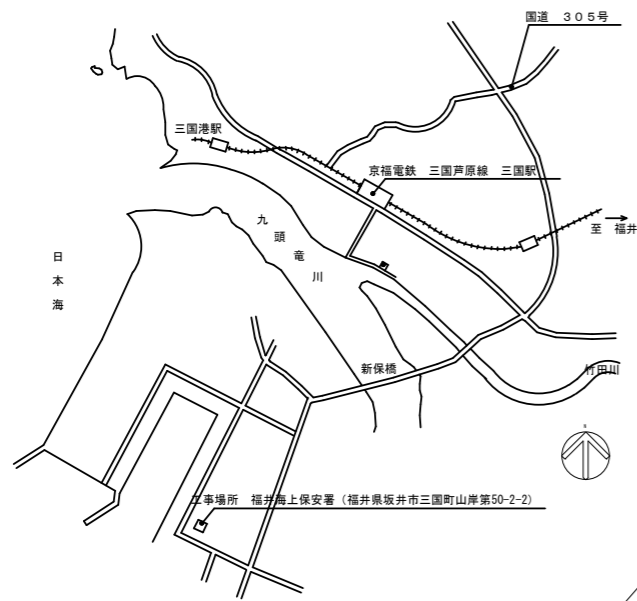 国道　３０５号
三国港駅
京福電鉄　三国芦原線　三国駅
至　福井
九頭竜川
日本海
新保橋
竹田川
工事場所　福井海上保安署（福井県坂井市三国町山岸第50-2-2）